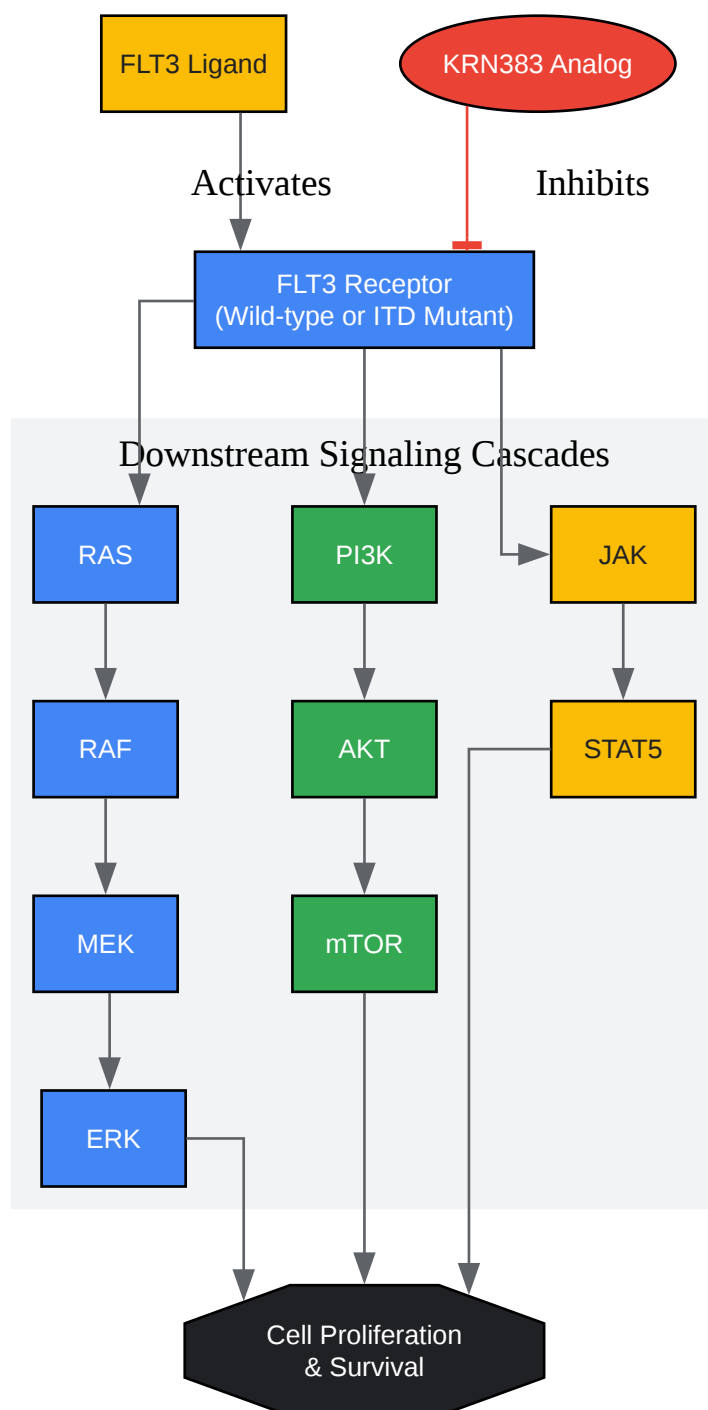 FLT3 Ligand
KRN383 Analog
Activates
Inhibits
FLT3 Receptor
(Wild-type or ITD Mutant)
Downstream Signaling Cascades
RAS
PI3K
JAK
RAF
AKT
STAT5
MEK
mTOR
ERK
Cell Proliferation
& Survival